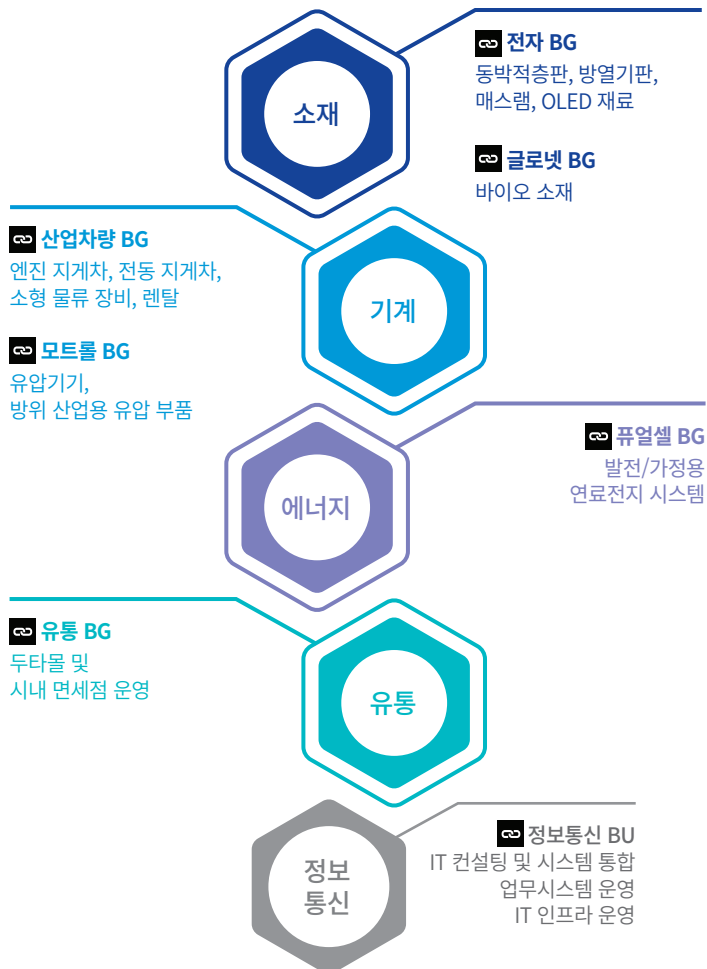 소재
전자 BG
동박적층판, 방열기판,
매스램, OLED 재료
글로넷 BG
바이오 소재
기계
산업차량 BG
엔진 지게차, 전동 지게차,
소형 물류 장비, 렌탈
모트롤 BG
유압기기,
방위 산업용 유압 부품
에너지
퓨얼셀 BG
발전/가정용
연료전지 시스템
유통
유통 BG
두타몰 및
시내 면세점 운영
정보
통신
정보통신 BU
IT 컨설팅 및 시스템 통합
업무시스템 운영
IT 인프라 운영